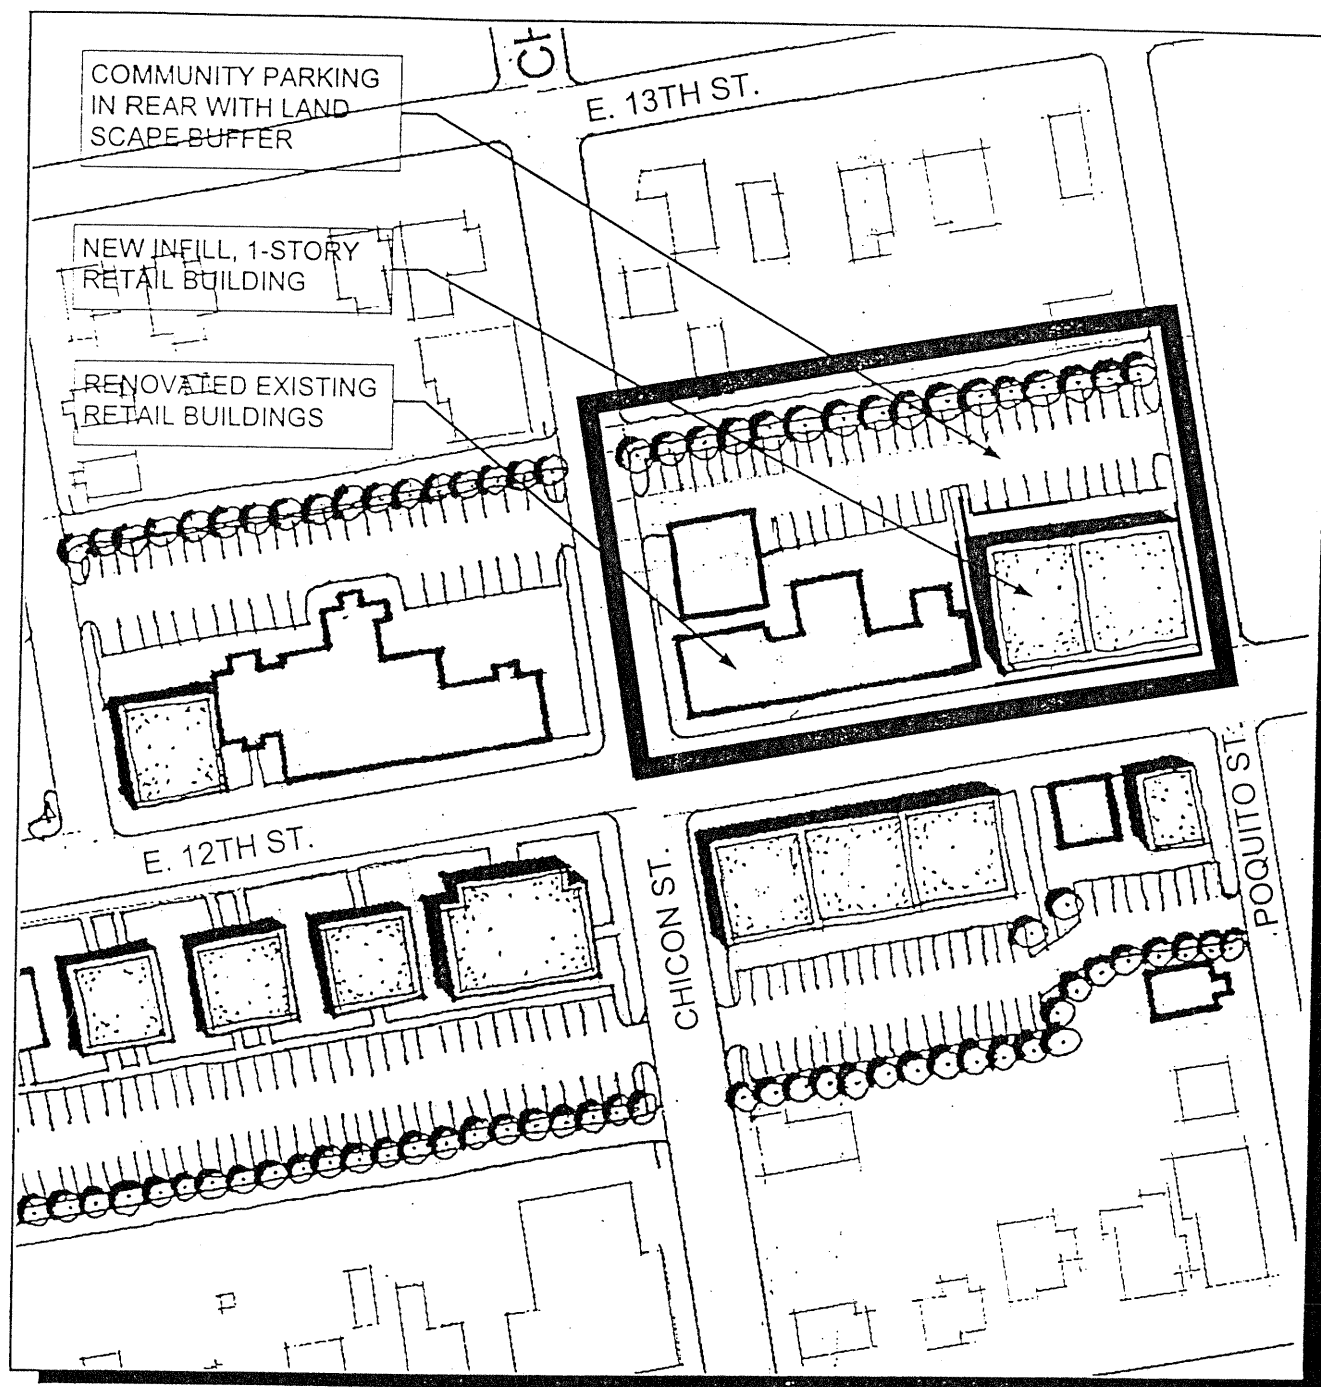 CH
COMMUNITY PARKING
IN REAR WITH LAND
SCAPE BUFFER
E. 13TH ST.
NEW INFILL, 1-STORY
RETAIL BUILDING
RENOVATED EXISTING
RETAIL BUILDINGS
E. 12TH ST.
CHICON ST.
POQUITO ST.